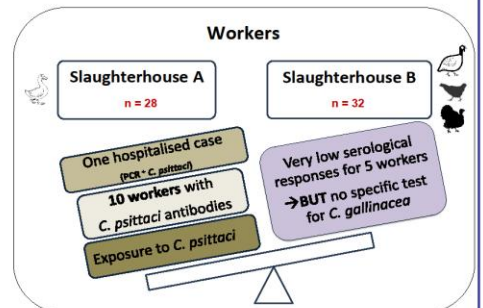 Workers
Slaughterhouse A
n = 28
Slaughterhouse B
n = 32
One hospitalised case
(PCR+ C. psittaci)
10 workers with
C. psittaci antibodies
Exposure to C. psittaci
Very low serological
responses for 5 workers
→BUT no specific test
for C. gallinacea